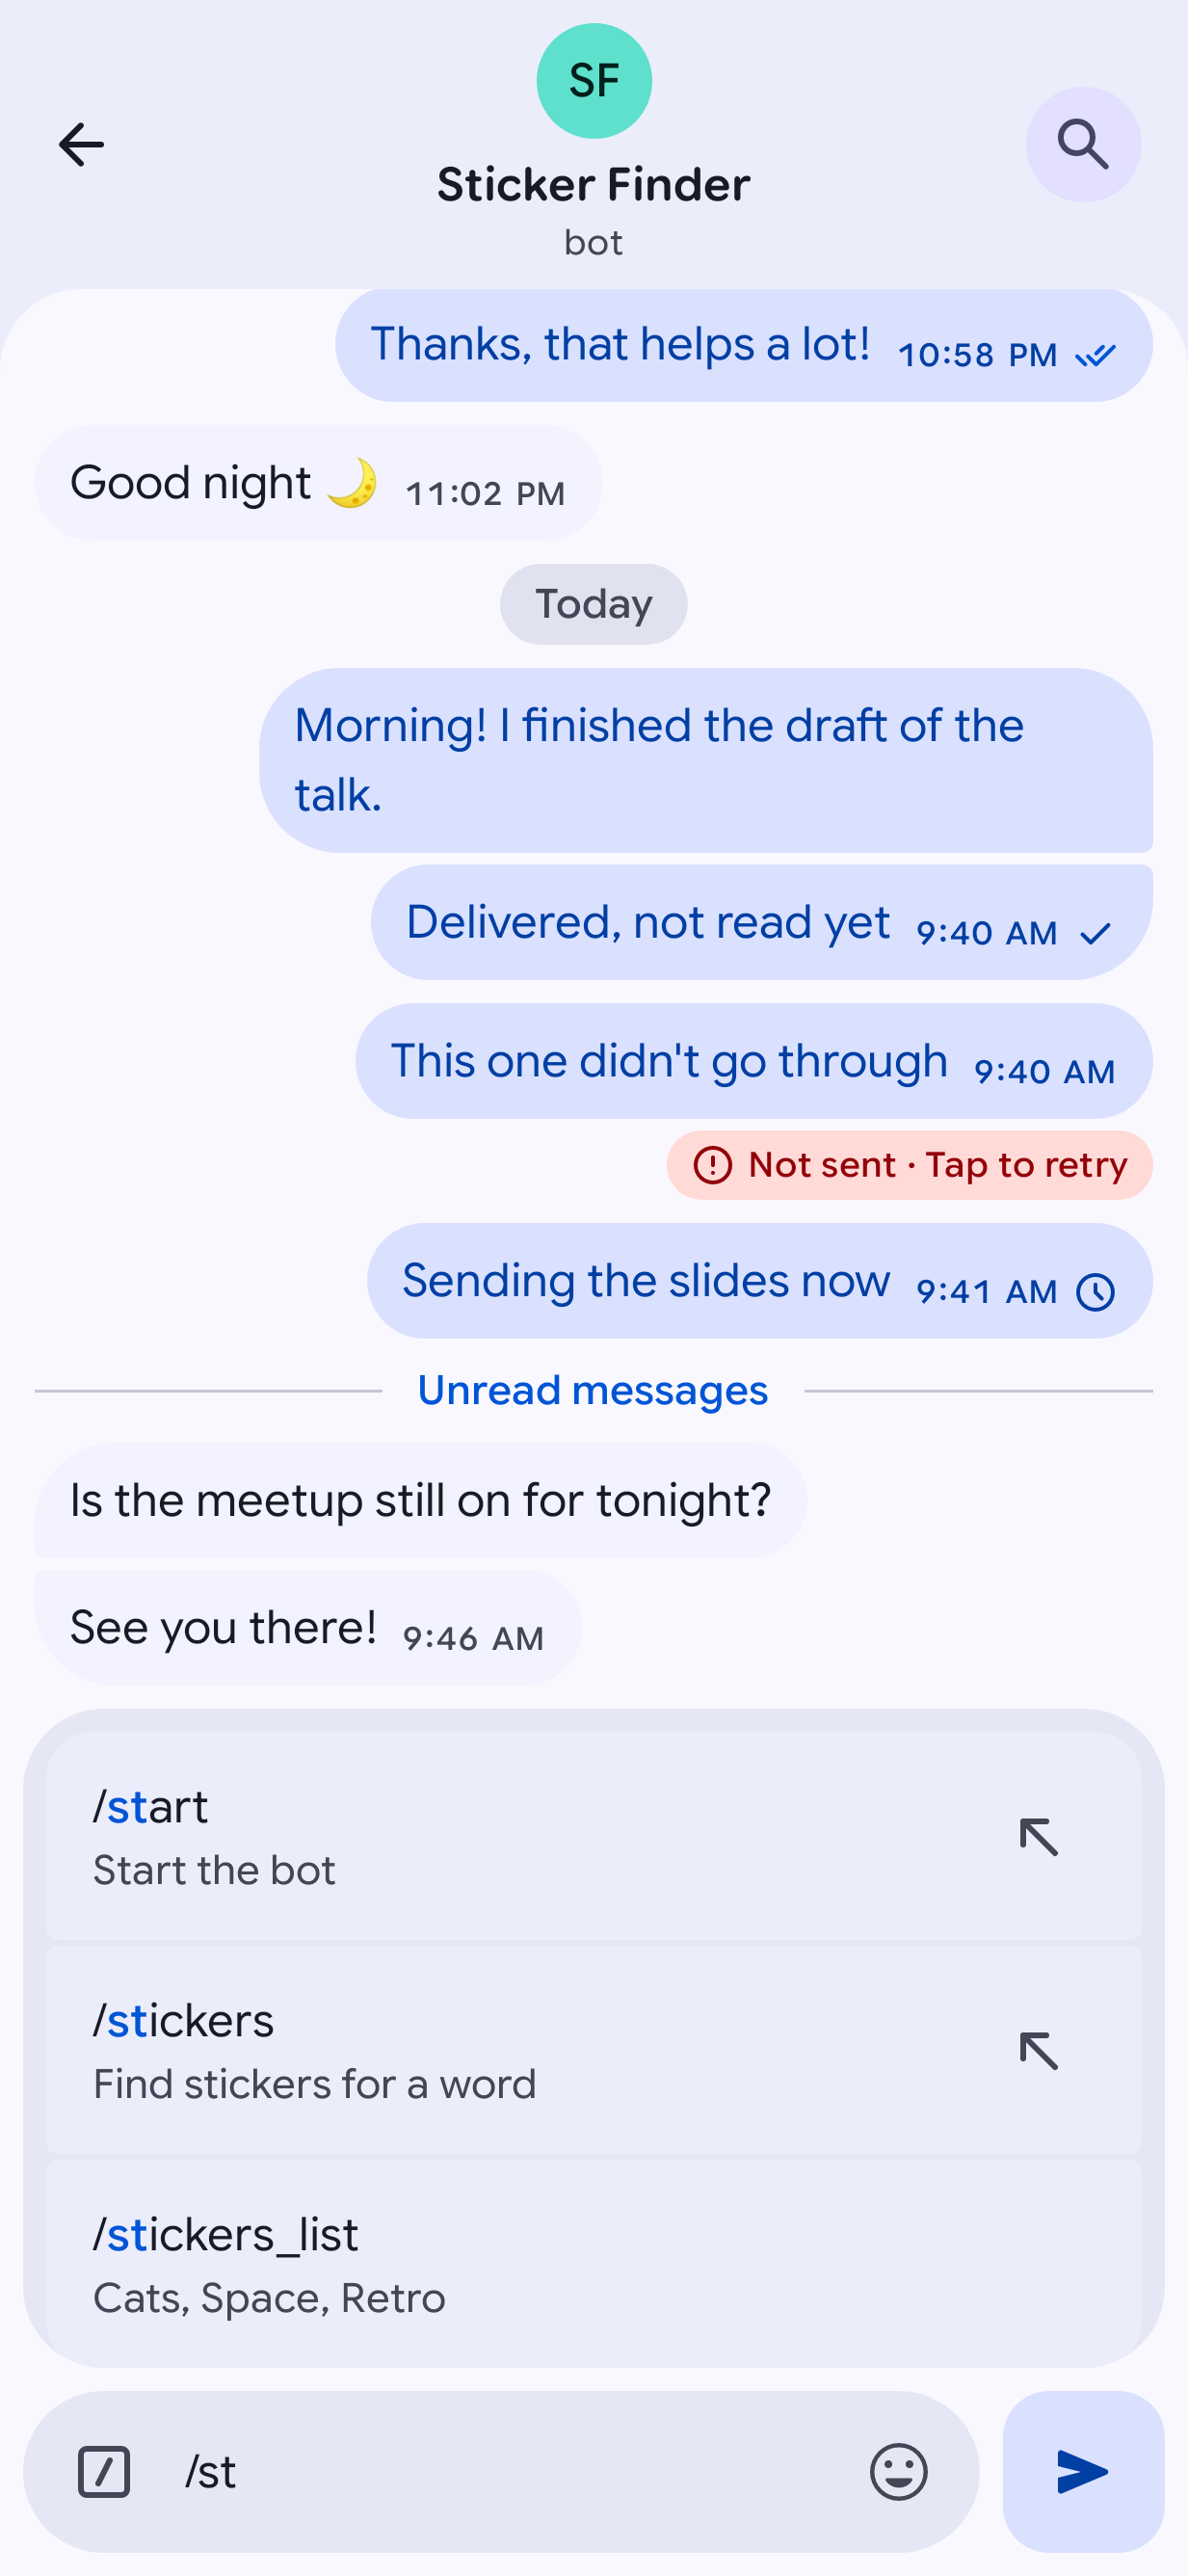 SF
Sticker Finder
bot
Thanks, that helps a lot! 10:58 PM
Good night 🌙 11:02 PM
Today
Morning! I finished the draft of the
talk.
Delivered, not read yet 9:40 AM
This one didn't go through 9:40 AM
Not sent · Tap to retry
Sending the slides now 9:41 AM
Unread messages
Is the meetup still on for tonight?
See you there! 9:46 AM
/start
Start the bot
/stickers
Find stickers for a word
/stickers_list
Cats, Space, Retro
/st